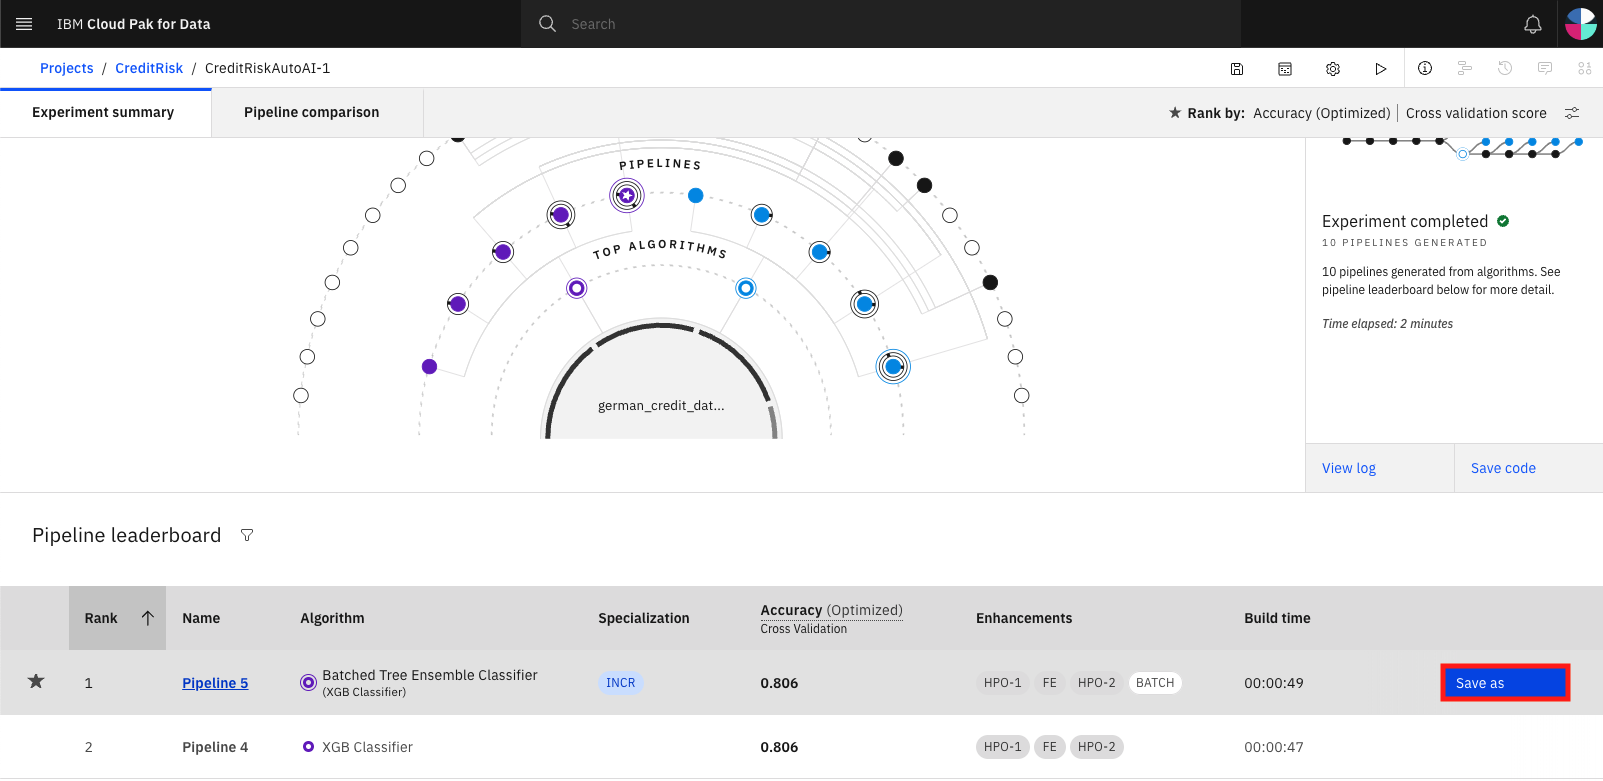 IBM Cloud Pak for Data
Search
Projects / CreditRisk / CreditRiskAutoAI-1
Experiment summary
Pipeline comparison
Rank by: Accuracy (Optimized) | Cross validation score
PIPELINES
TOP ALGORITHMS
german_credit_dat...
Experiment completed
10 PIPELINES GENERATED
10 pipelines generated from algorithms. See
pipeline leaderboard below for more detail.
Time elapsed: 2 minutes
View log
Save code
Pipeline leaderboard
Rank
Name
Algorithm
Specialization
Accuracy (Optimized)
Cross Validation
Enhancements
Build time
1
Pipeline 5
Batched Tree Ensemble Classifier
(XGB Classifier)
INCR
0.806
HPO-1 FE HPO-2 BATCH
00:00:49
Save as
2
Pipeline 4
XGB Classifier
0.806
HPO-1 FE HPO-2
00:00:47